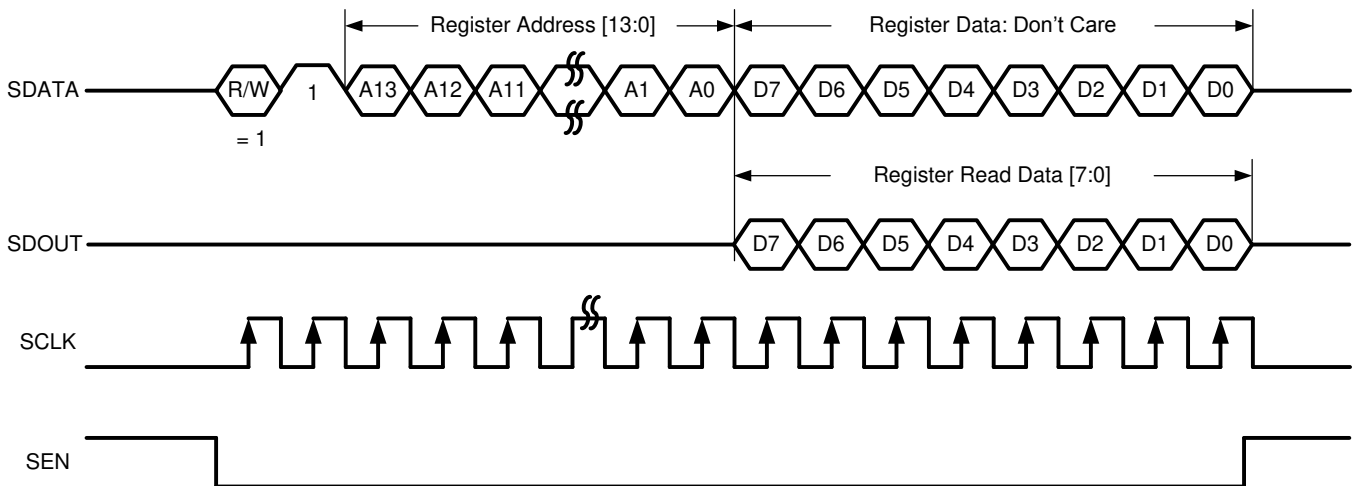 Register Address [13:0] Register Data: Don't Care
SDATA R/W 1 A13 A12 A11 A1 A0 D7 D6 D5 D4 D3 D2 D1 D0
= 1
Register Read Data [7:0]
SDOUT D7 D6 D5 D4 D3 D2 D1 D0
SCLK
SEN